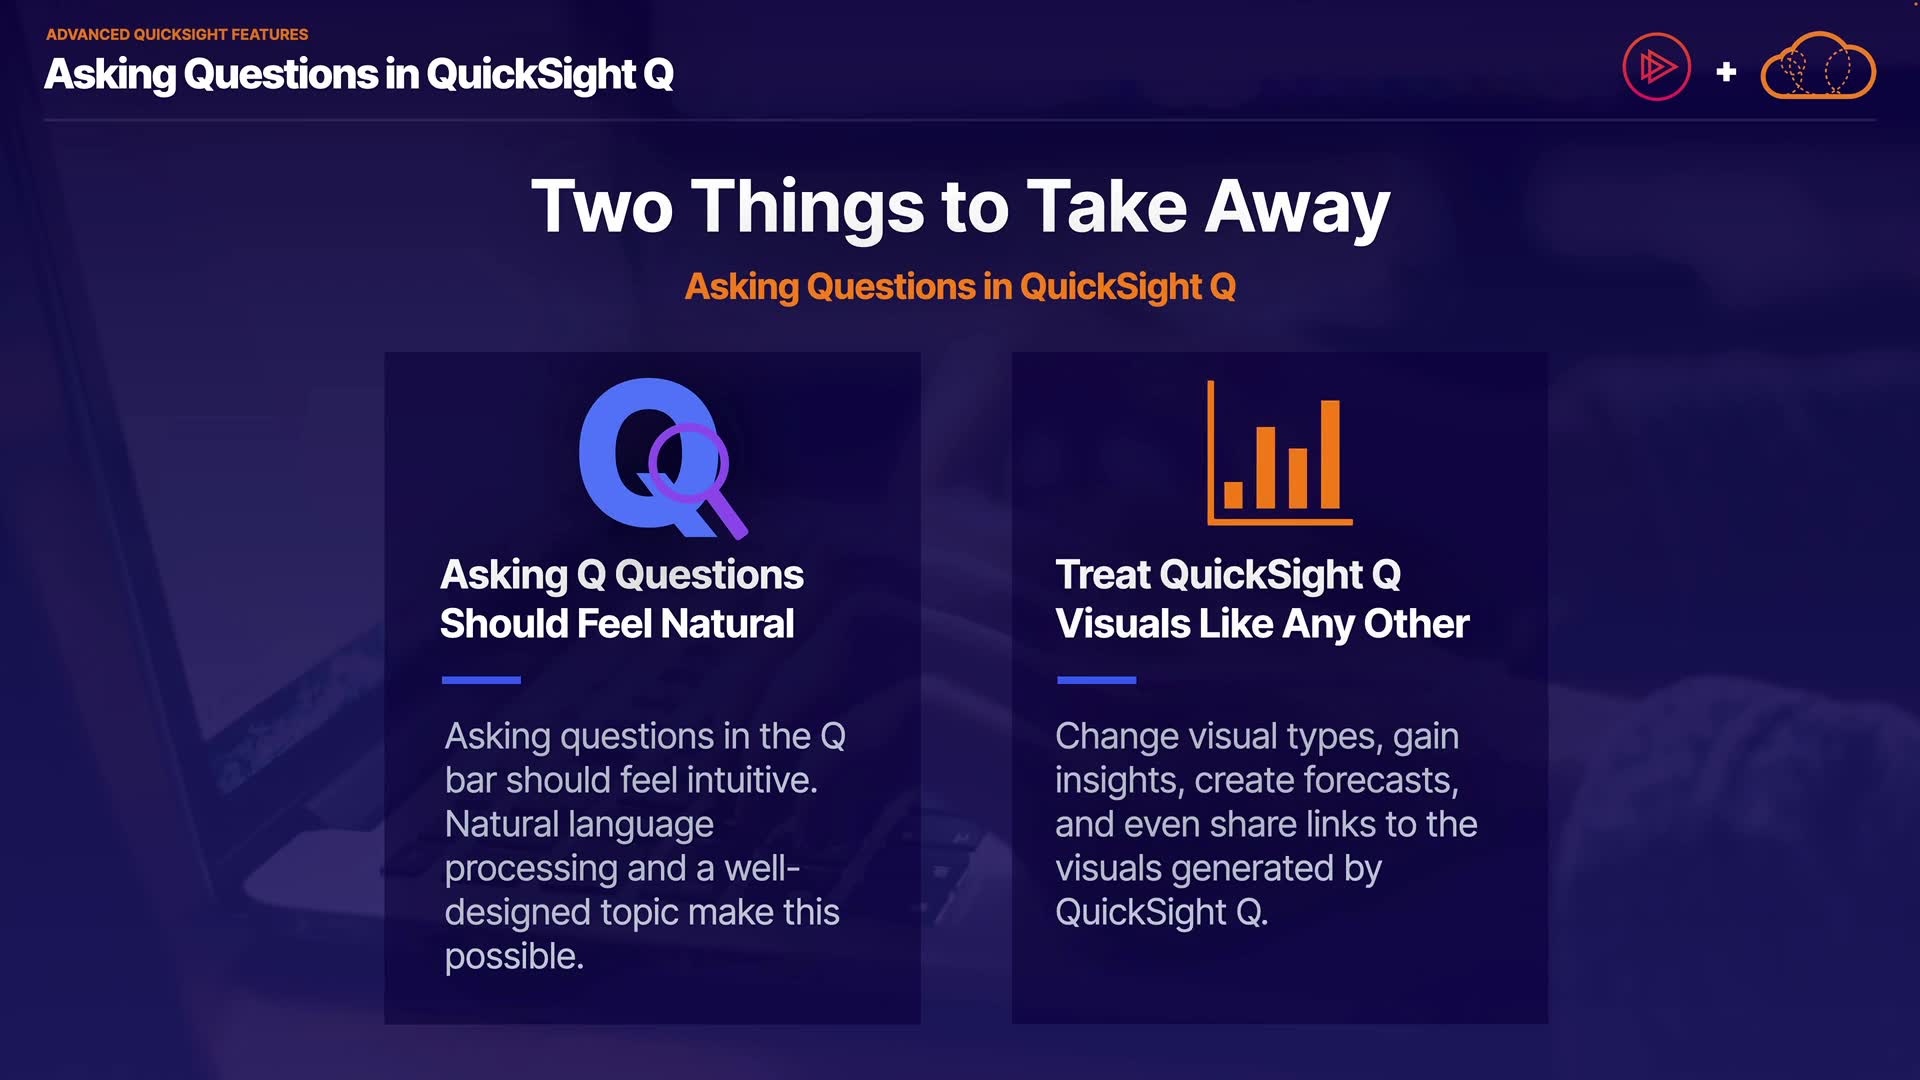 ADVANCED QUICKSIGHT FEATURES
Asking Questions in QuickSight Q
+
Two Things to Take Away
Asking Questions in QuickSight Q
Q
Asking Q Questions
Should Feel Natural
Asking questions in the Q
bar should feel intuitive.
Natural language
processing and a well-
designed topic make this
possible.
Treat QuickSight Q
Visuals Like Any Other
Change visual types, gain
insights, create forecasts,
and even share links to the
visuals generated by
QuickSight Q.